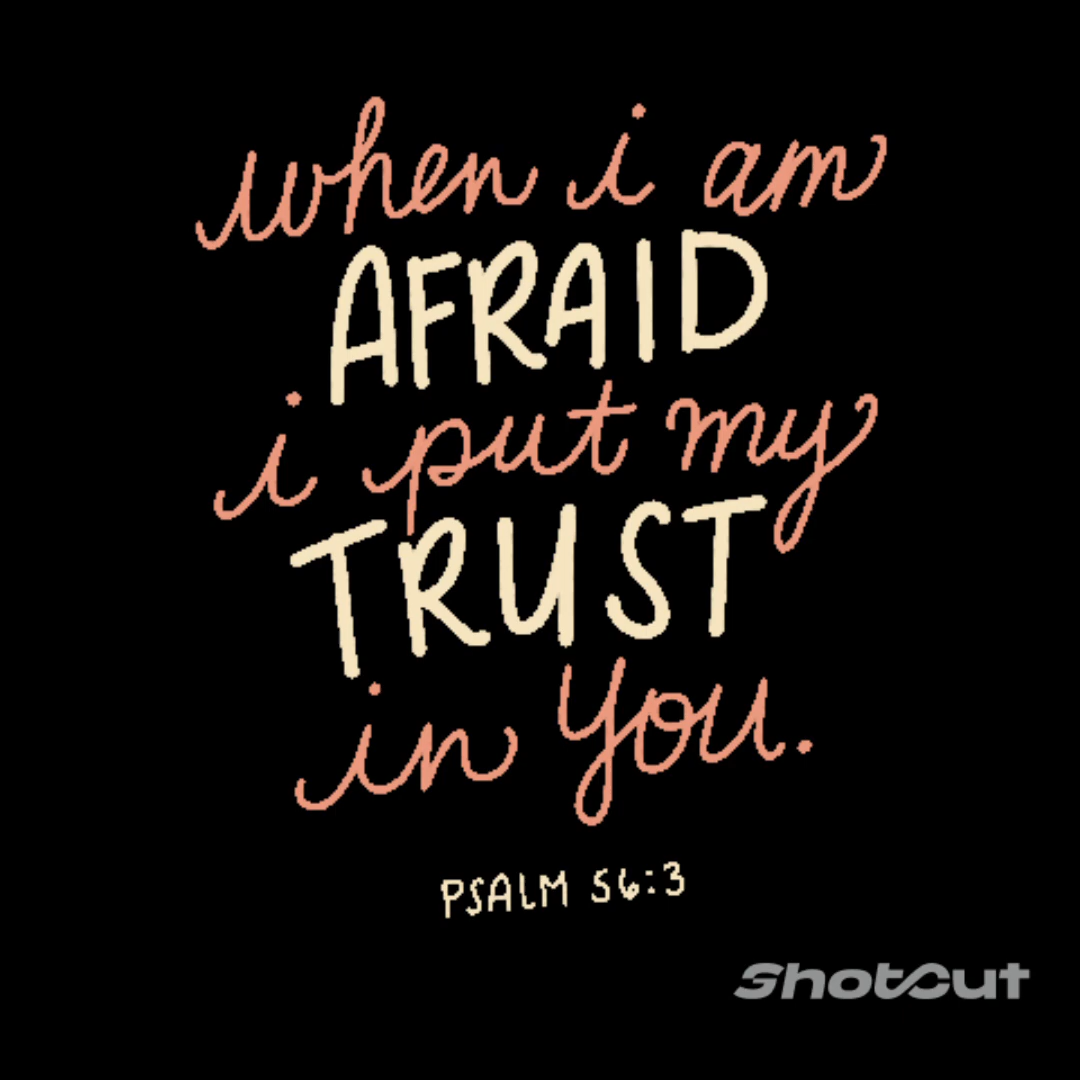 when i am
AFRAID
i put my
TRUST
in you.
PSALM 56:3
ShotCut